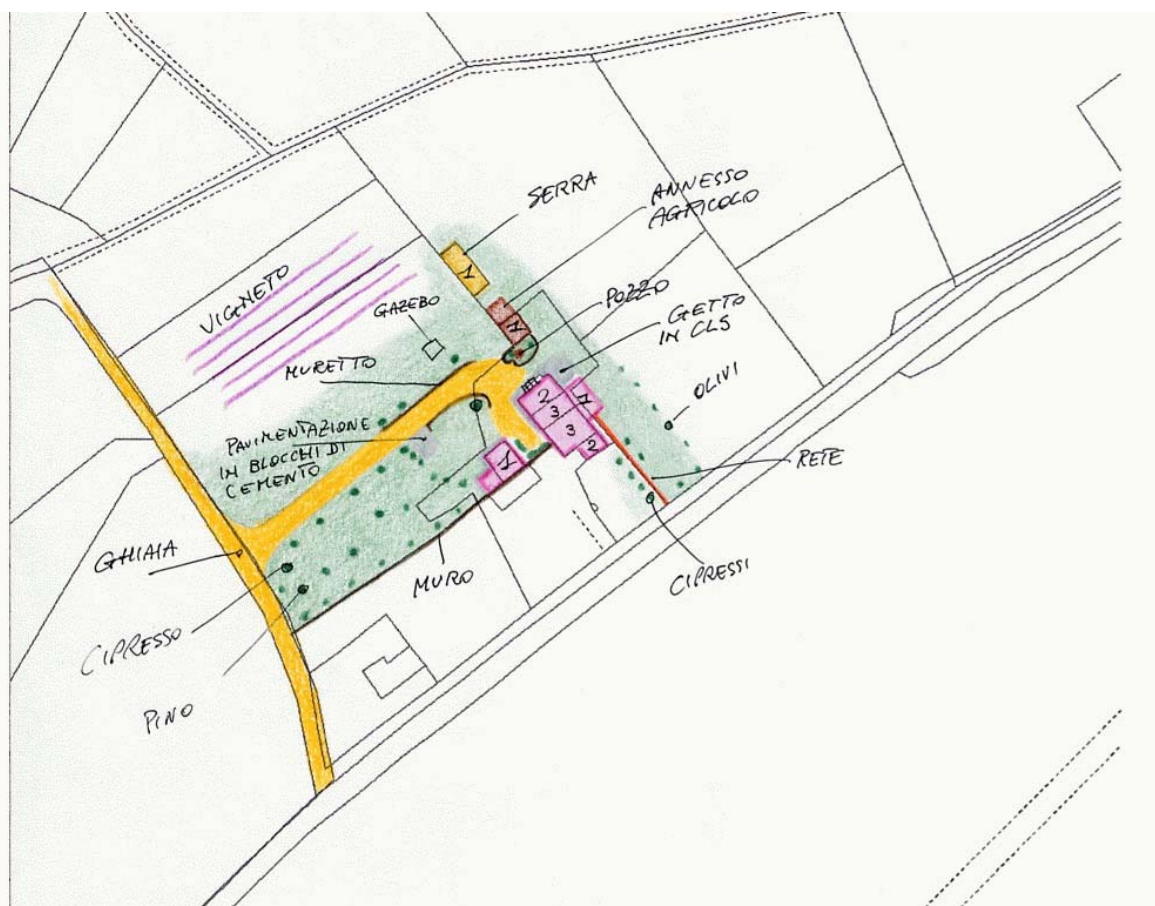 SERRA
ANNESSO
AGRICOLO
VIGNETO
GAZEBO
POZZO
GETTO
IN CLS
MURETTO
OLIVI
PAVIMENTAZIONE
IN BLOCCHI DI
CEMENTO
RETE
GHIAIA
MURO
CIPRESSI
CIPRESSO
PINO
1
1
2
3
3
1
2
1